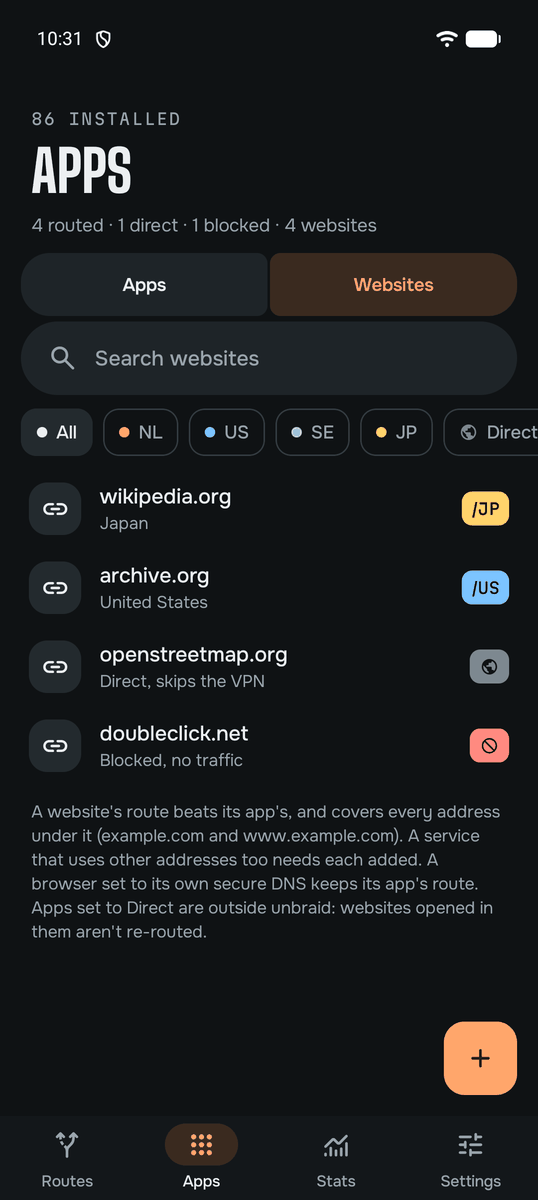 10:31
86 INSTALLED
APPS
4 routed · 1 direct · 1 blocked · 4 websites
Apps
Websites
Search websites
All
NL
US
SE
JP
Direct
wikipedia.org
Japan
/JP
archive.org
United States
/US
openstreetmap.org
Direct, skips the VPN
doubleclick.net
Blocked, no traffic
A website's route beats its app's, and covers every address
under it (example.com and www.example.com). A service
that uses other addresses too needs each added. A
browser set to its own secure DNS keeps its app's route.
Apps set to Direct are outside unbraid: websites opened in
them aren't re-routed.
Routes
Apps
Stats
Settings